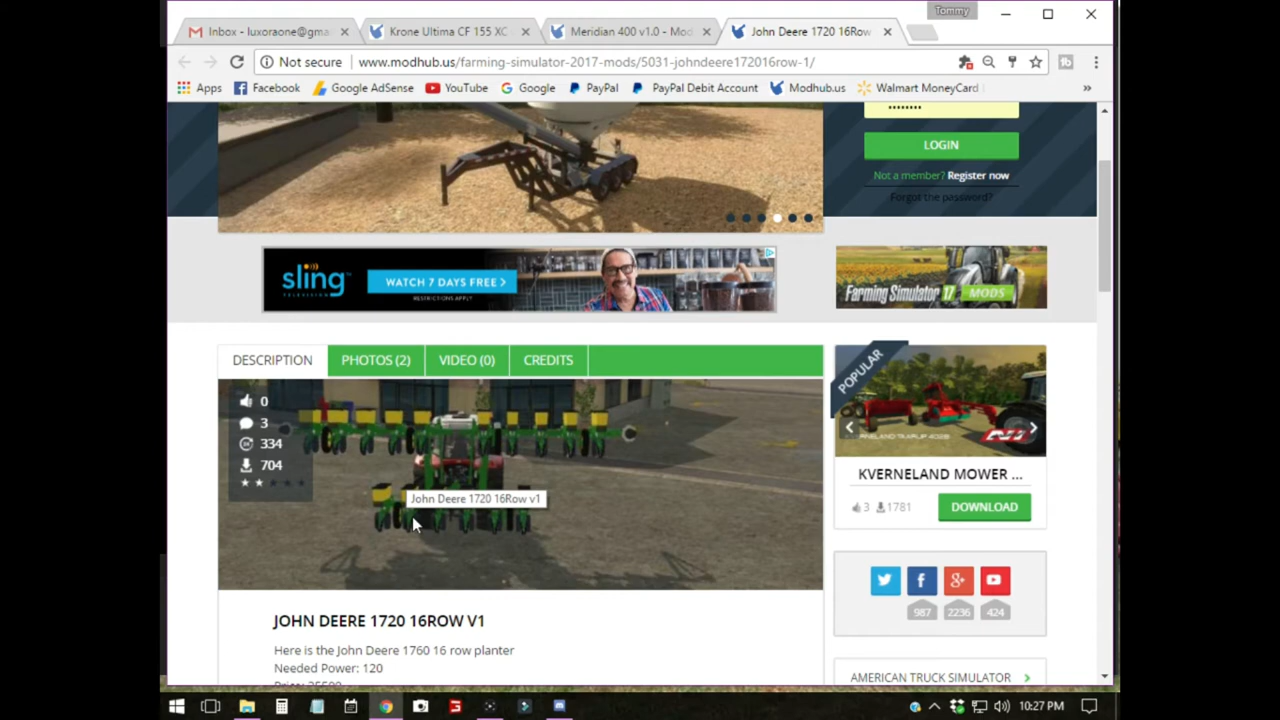 Tommy
Inbox - luxoraone@gma
Krone Ultima CF 155 XC
Meridian 400 v1.0 - Mod
John Deere 1720 16Row
Not secure
www.modhub.us/farming-simulator-2017-mods/5031-johndeere172016row-1/
Apps
Facebook
Google AdSense
YouTube
Google
PayPal
PayPal Debit Account
Modhub.us
Walmart MoneyCard
»
••••••••
LOGIN
Not a member? Register now
Forgot the password?
sling
TELEVISION
WATCH 7 DAYS FREE >
RESTRICTIONS APPLY
Farming Simulator 17 MODS
DESCRIPTION
PHOTOS (2)
VIDEO (0)
CREDITS
0
3
334
704
John Deere 1720 16Row v1
POPULAR
KVERNELAND MOWER ...
3 1781
DOWNLOAD
987
2236
424
JOHN DEERE 1720 16ROW V1
Here is the John Deere 1760 16 row planter
Needed Power: 120
AMERICAN TRUCK SIMULATOR
10:27 PM